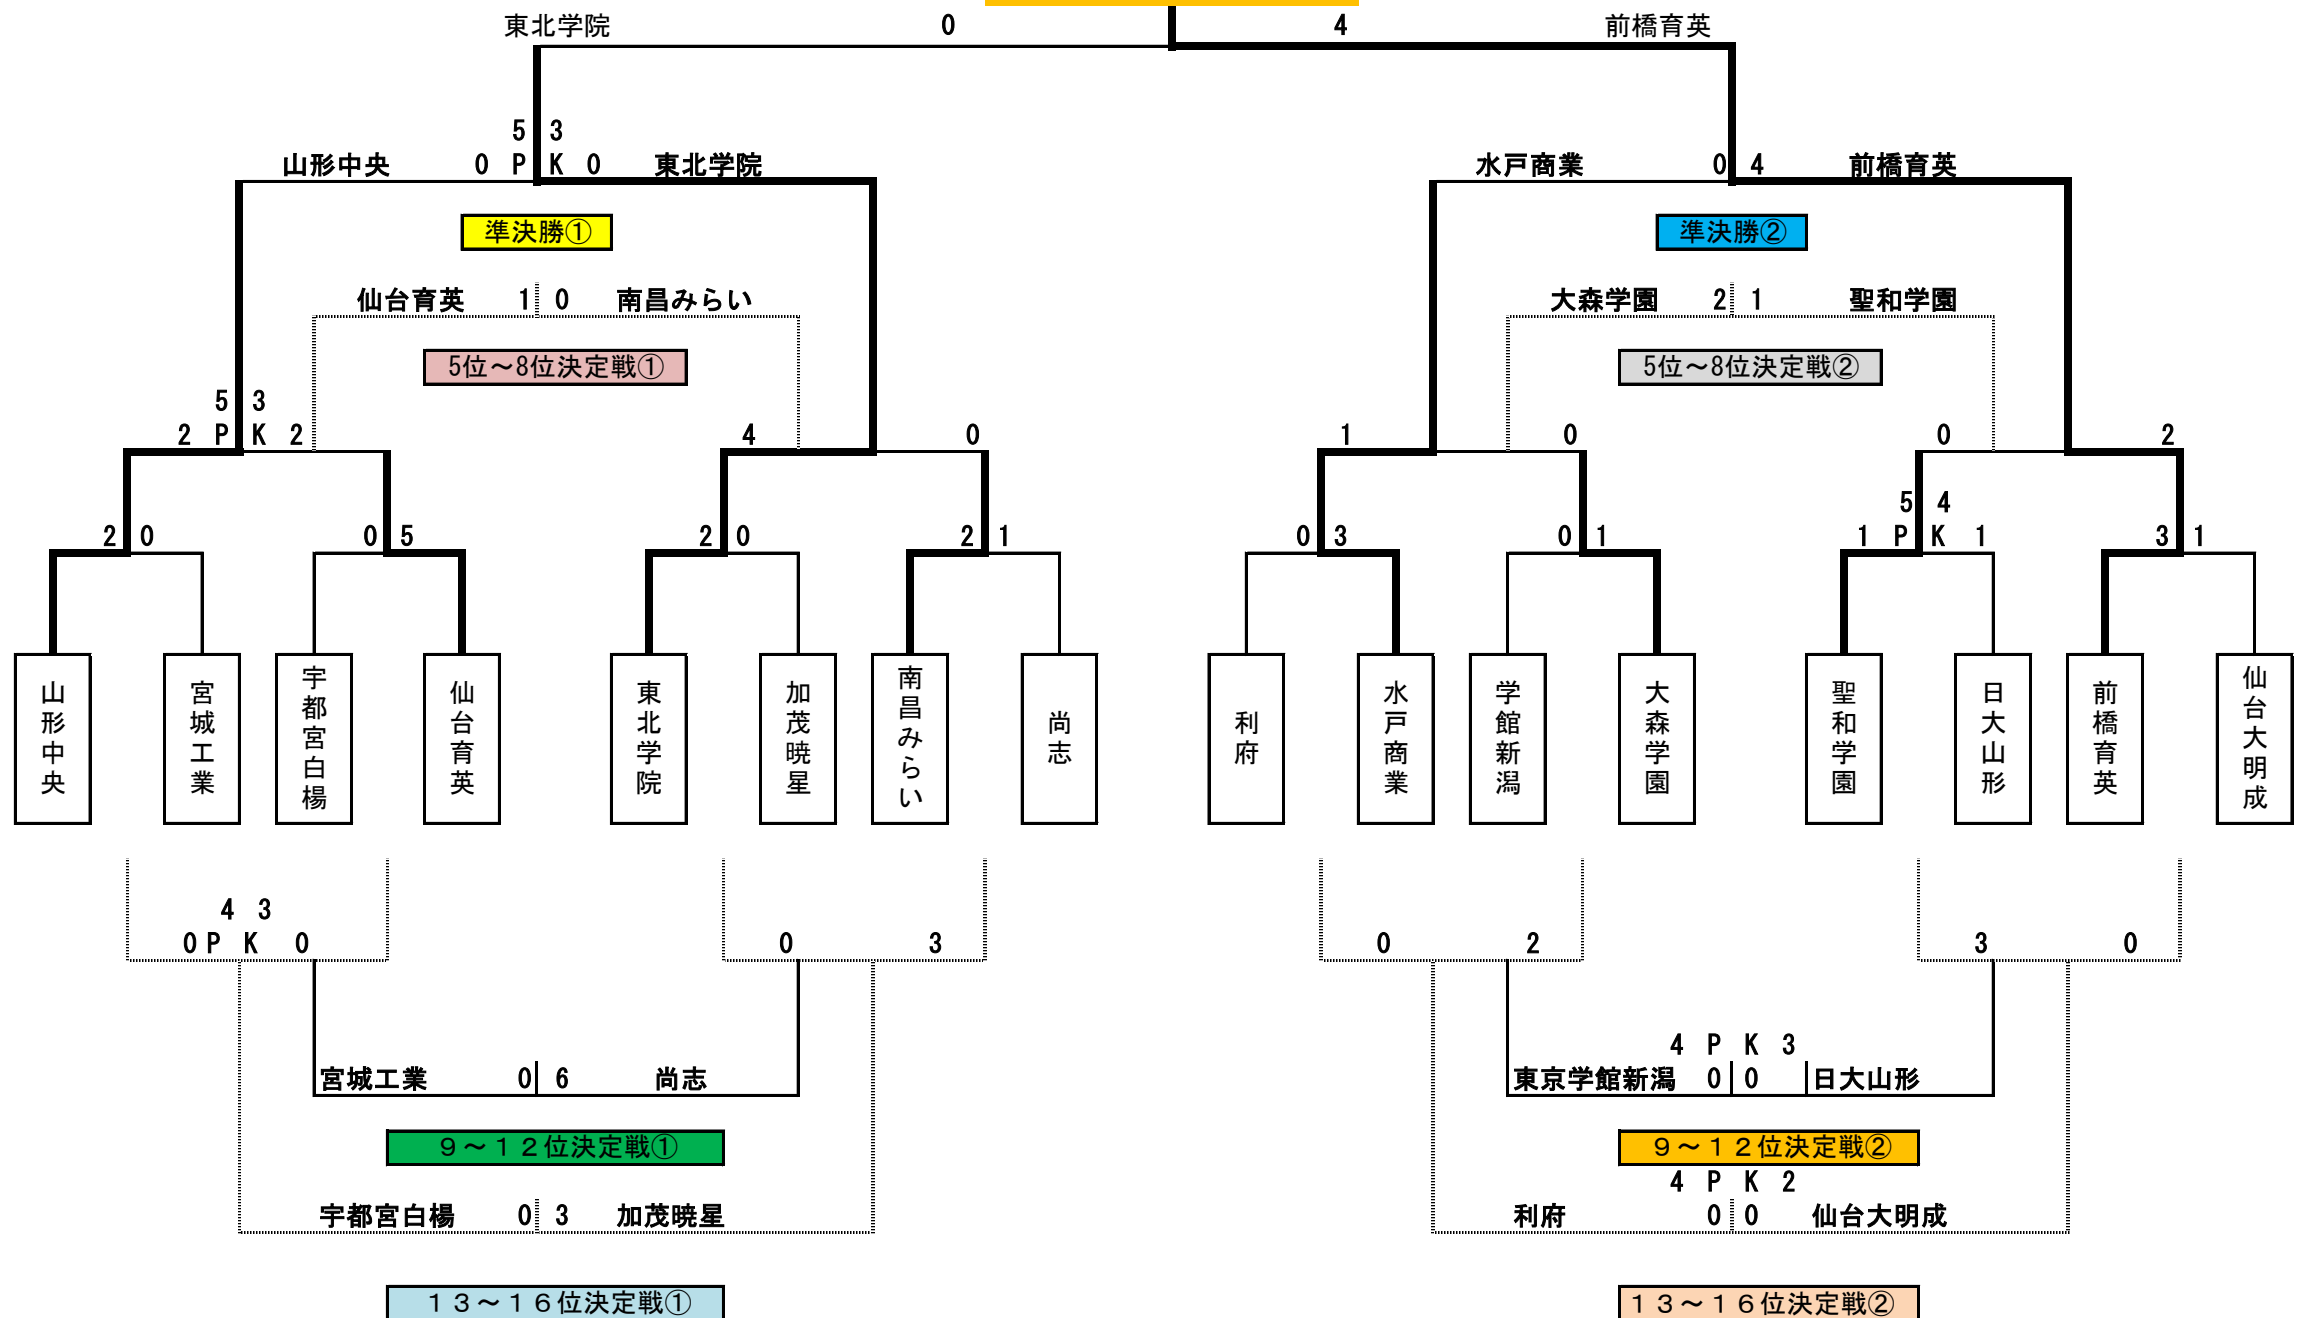 東北学院 0 4 前橋育英
5 3
山形中央 0 P K 0 東北学院 水戸商業 0 4 前橋育英
準決勝① 準決勝②
仙台育英 1 0 南昌みらい 大森学園 2 1 聖和学園
5位～8位決定戦① 5位～8位決定戦②
5 3
2 P K 2 4 0 1 0 0 2
5 4
2 0 0 5 2 0 2 1 0 3 0 1 1 P K 1 3 1
山形中央
宮城工業
宇都宮白楊
仙台育英
東北学院
加茂暁星
南昌みらい
尚志
利府
水戸商業
学館新潟
大森学園
聖和学園
日大山形
前橋育英
仙台大明成
4 3
0 P K 0 0 3 0 2 3 0
4 P K 3
宮城工業 0 6 尚志 東京学館新潟 0 0 日大山形
９～１２位決定戦① ９～１２位決定戦②
4 P K 2
宇都宮白楊 0 3 加茂暁星 利府 0 0 仙台大明成
１３～１６位決定戦① １３～１６位決定戦②